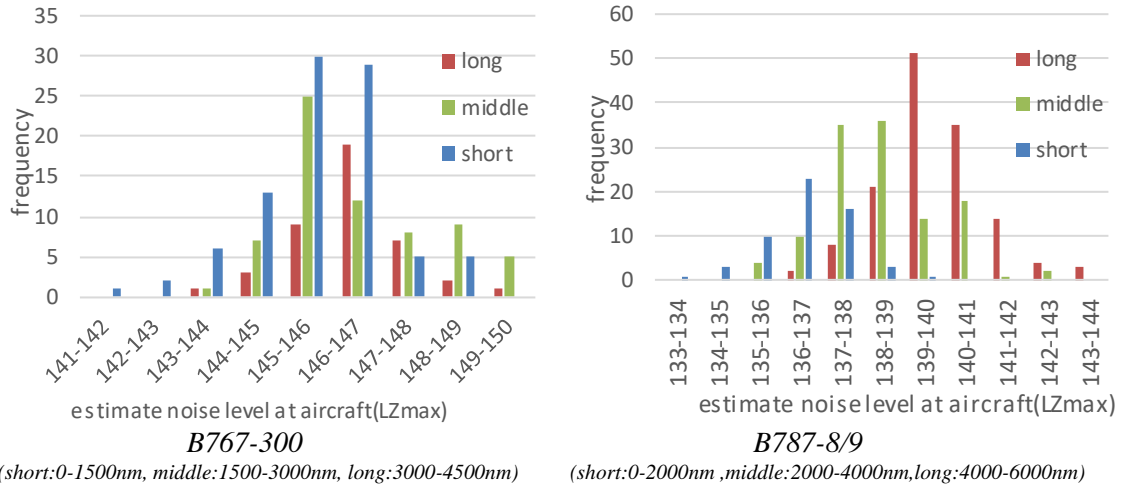 35
30
25
20
15
10
5
0
frequency
long
middle
short
141-142
142-143
143-144
144-145
145-146
146-147
147-148
148-149
149-150
estimate noise level at aircraft(LZmax)
B767-300
(short:0-1500nm, middle:1500-3000nm, long:3000-4500nm)
60
50
40
30
20
10
0
frequency
long
middle
short
133-134
134-135
135-136
136-137
137-138
138-139
139-140
140-141
141-142
142-143
143-144
estimate noise level at aircraft(LZmax)
B787-8/9
(short:0-2000nm ,middle:2000-4000nm,long:4000-6000nm)